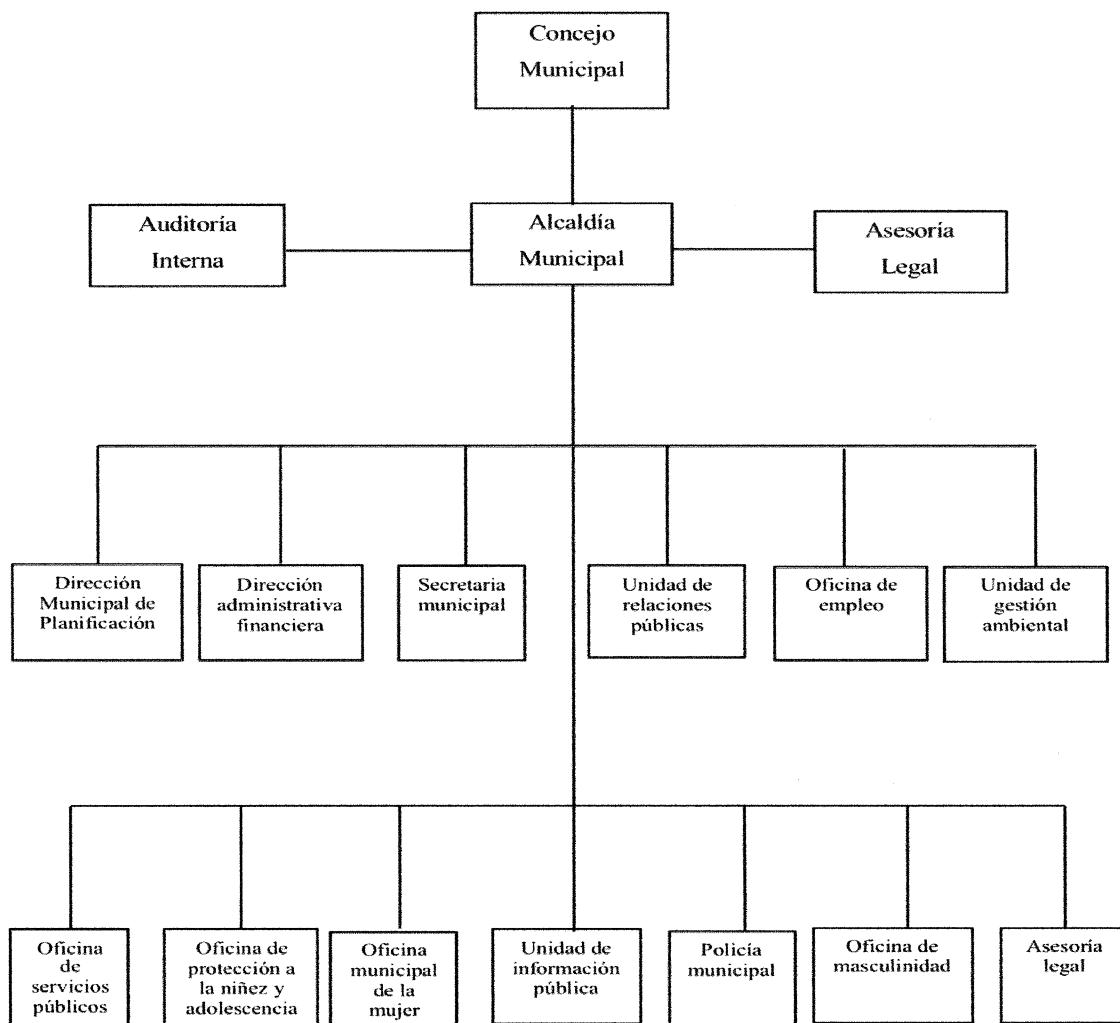 Concejo
Municipal
Auditoría
Interna
Alcaldía
Municipal
Asesoría
Legal
Dirección
Municipal de
Planificación
Dirección
administrativa
financiera
Secretaria
municipal
Unidad de
relaciones
públicas
Oficina de
empleo
Unidad de
gestión
ambiental
Oficina
de
servicios
públicos
Oficina de
protección a
la niñez y
adolescencia
Oficina
municipal
de la
mujer
Unidad de
información
pública
Policía
municipal
Oficina de
masculinidad
Asesoría
legal